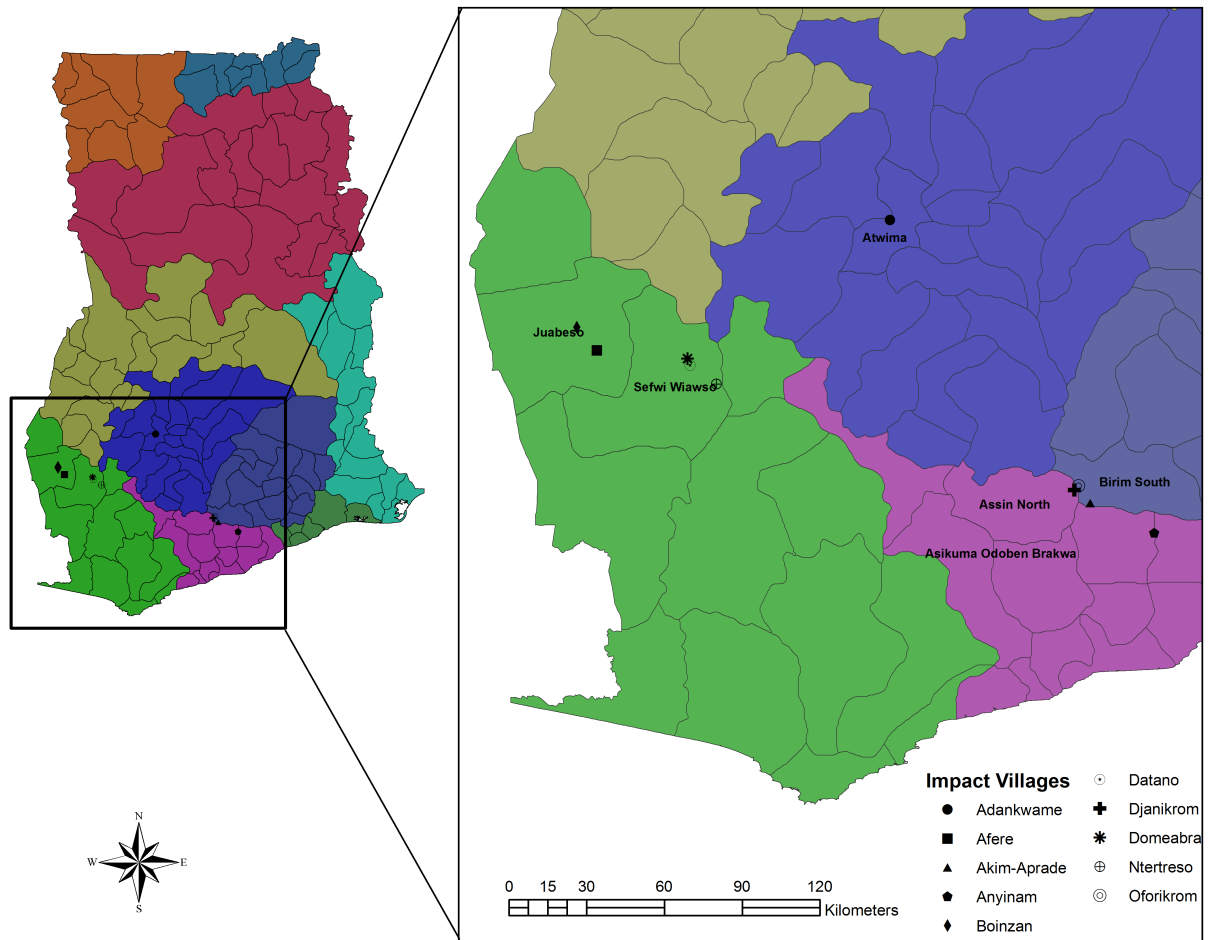 Atwima
Juabeso
Sefwi Wiawso
Birim South
Assin North
Asikuma Odoben Brakwa
Impact Villages
Adankwame
Afere
Akim-Aprade
Anyinam
Boinzan
Datano
Djanikrom
Domeabra
Ntertreso
Oforikrom
N
W E
S
0 15 30 60 90 120
Kilometers